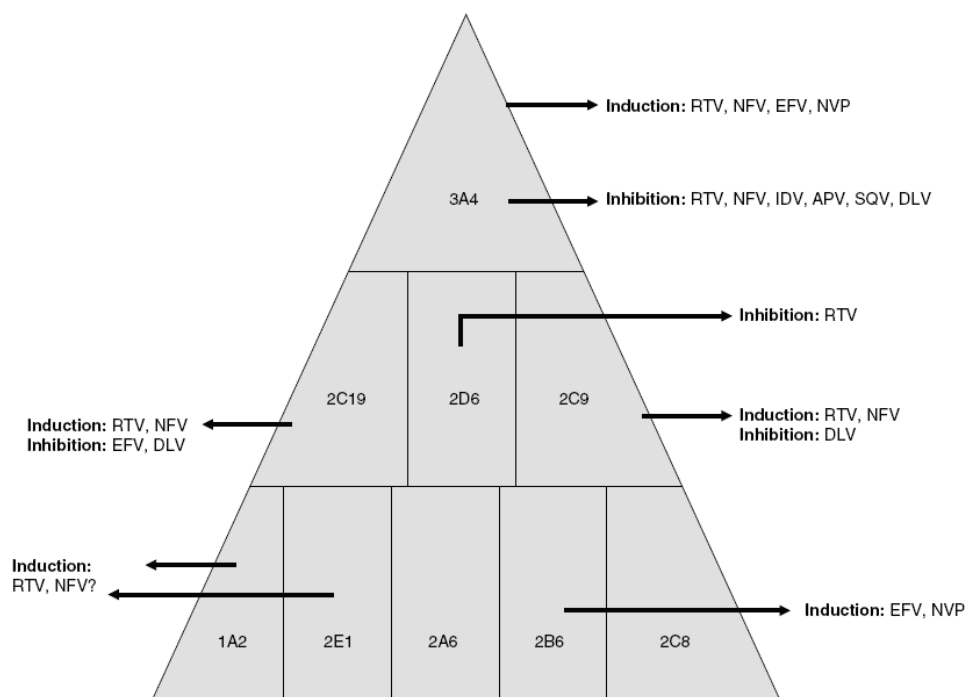 Induction: RTV, NFV, EFV, NVP
3A4
Inhibition: RTV, NFV, IDV, APV, SQV, DLV
Inhibition: RTV
2C19
2D6
2C9
Induction: RTV, NFV
Inhibition: EFV, DLV
Induction: RTV, NFV
Inhibition: DLV
Induction:
RTV, NFV?
Induction: EFV, NVP
1A2
2E1
2A6
2B6
2C8